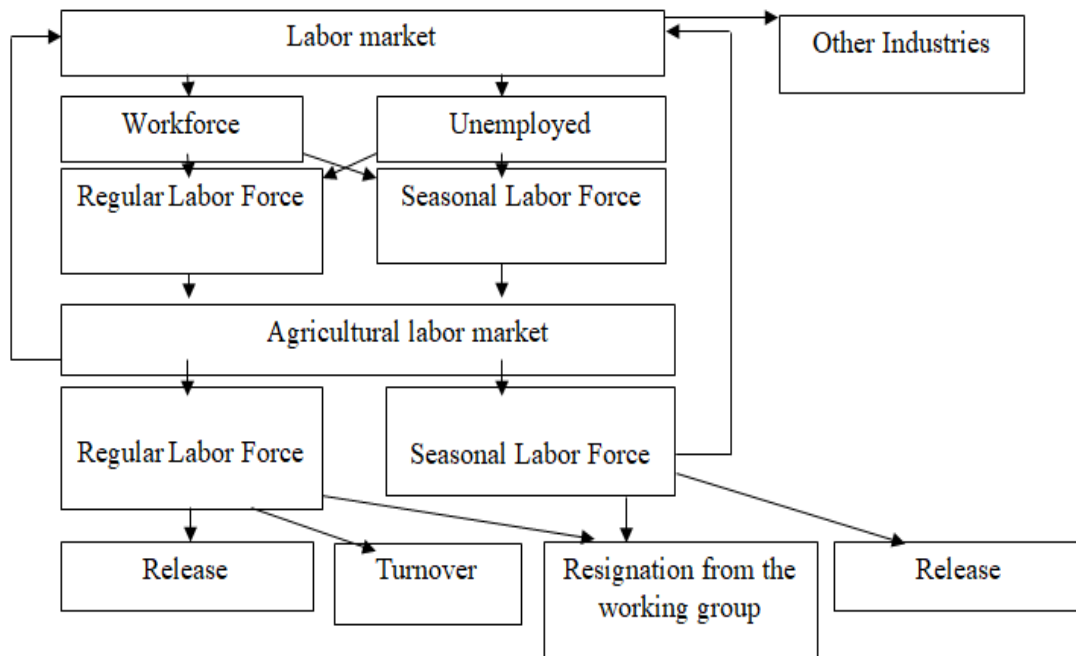 Labor market
Other Industries
Workforce
Unemployed
Regular Labor Force
Seasonal Labor Force
Agricultural labor market
Regular Labor Force
Seasonal Labor Force
Release
Turnover
Resignation from the
working group
Release